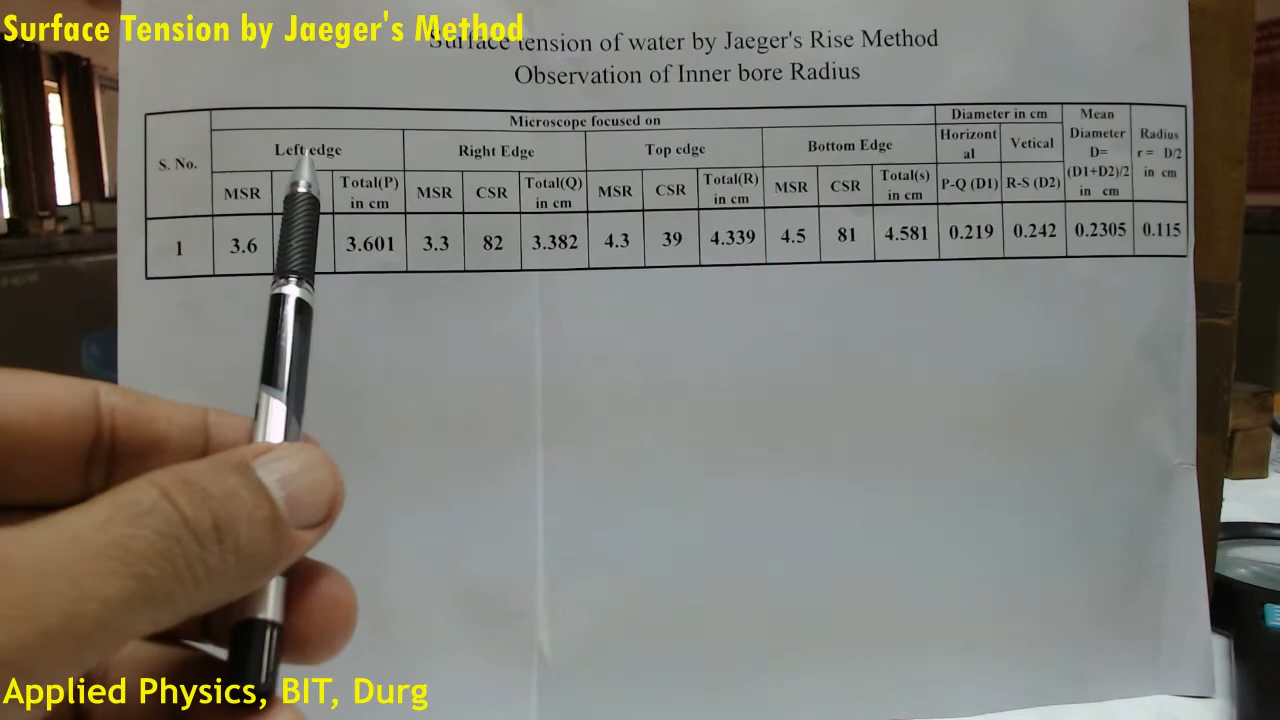 Surface Tension by Jaeger's Method
Surface tension of water by Jaeger's Rise Method
Observation of Inner bore Radius
S. No. Microscope focused on Diameter in cm Mean Diameter D= (D1+D2)/2 in cm Radius r = D/2 in cm
Left edge Right Edge Top edge Bottom Edge Horizontal Vetical
MSR Total(P) in cm MSR CSR Total(Q) in cm MSR CSR Total(R) in cm MSR CSR Total(s) in cm P-Q (D1) R-S (D2)
1 3.6 3.601 3.3 82 3.382 4.3 39 4.339 4.5 81 4.581 0.219 0.242 0.2305 0.115
Applied Physics, BIT, Durg